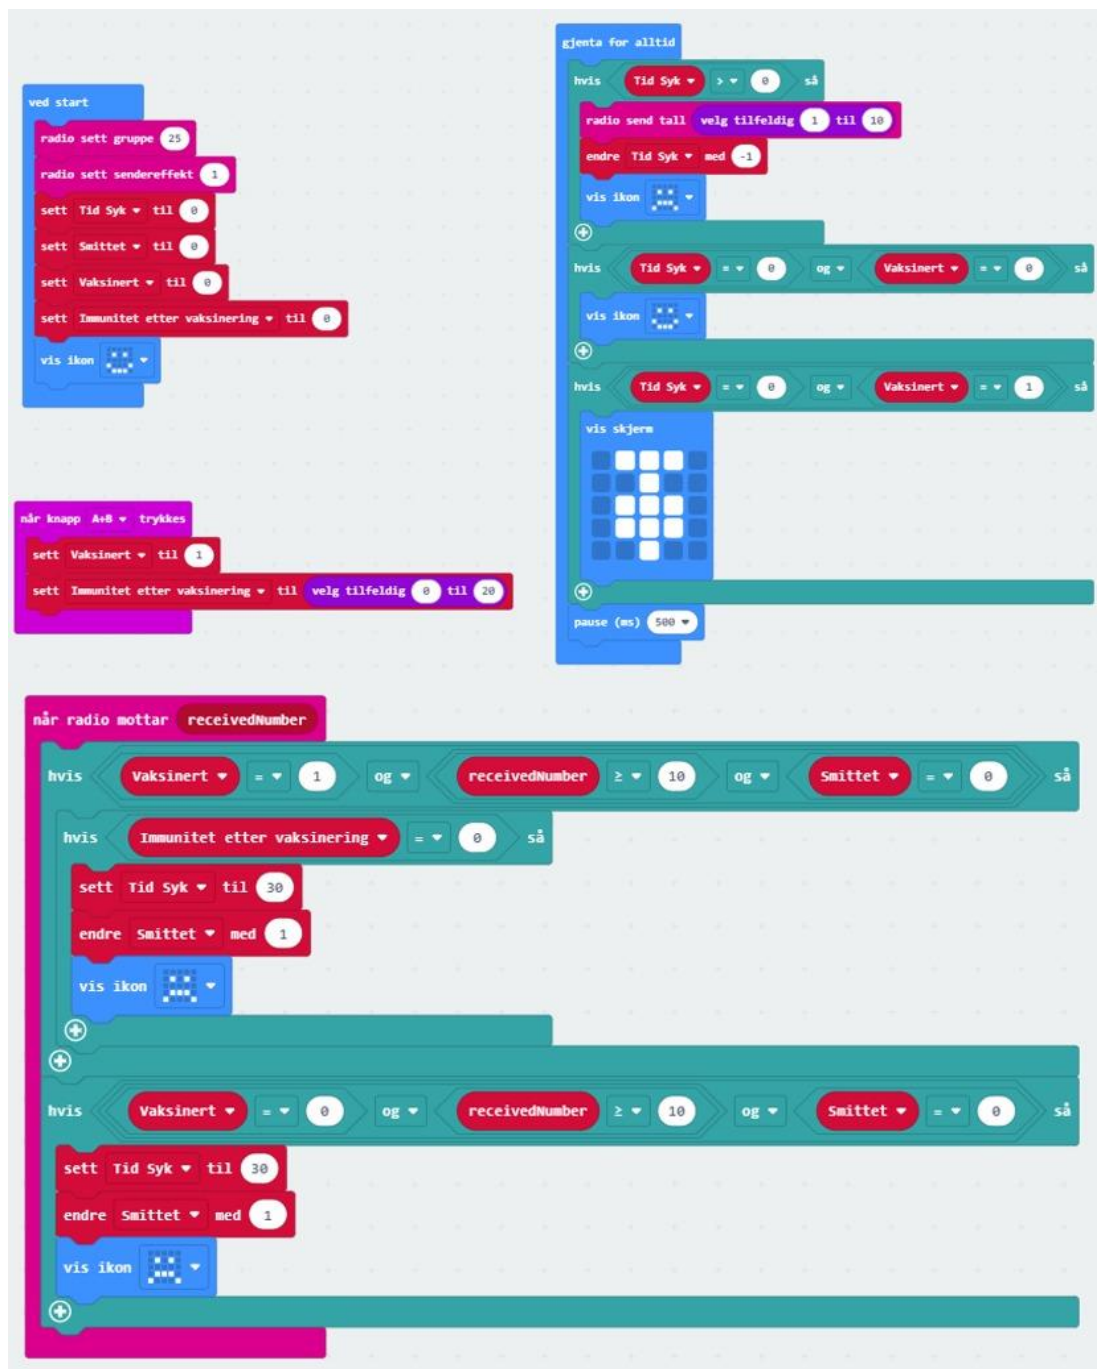 ved start
radio sett gruppe 25
radio sett sendereffekt 1
sett Tid Syk til 0
sett Smittet til 0
sett Vaksinert til 0
sett Immunitet etter vaksinering til 0
vis ikon
når knapp A+B trykkes
sett Vaksinert til 1
sett Immunitet etter vaksinering til velg tilfeldig 0 til 20
gjenta for alltid
hvis Tid Syk > 0 så
radio send tall velg tilfeldig 1 til 10
endre Tid Syk med -1
vis ikon
hvis Tid Syk = 0 og Vaksinert = 0 så
vis ikon
hvis Tid Syk = 0 og Vaksinert = 1 så
vis skjerm
pause (ms) 500
når radio mottar receivedNumber
hvis Vaksinert = 1 og receivedNumber ≥ 10 og Smittet = 0 så
hvis Immunitet etter vaksinering = 0 så
sett Tid Syk til 30
endre Smittet med 1
vis ikon
hvis Vaksinert = 0 og receivedNumber ≥ 10 og Smittet = 0 så
sett Tid Syk til 30
endre Smittet med 1
vis ikon